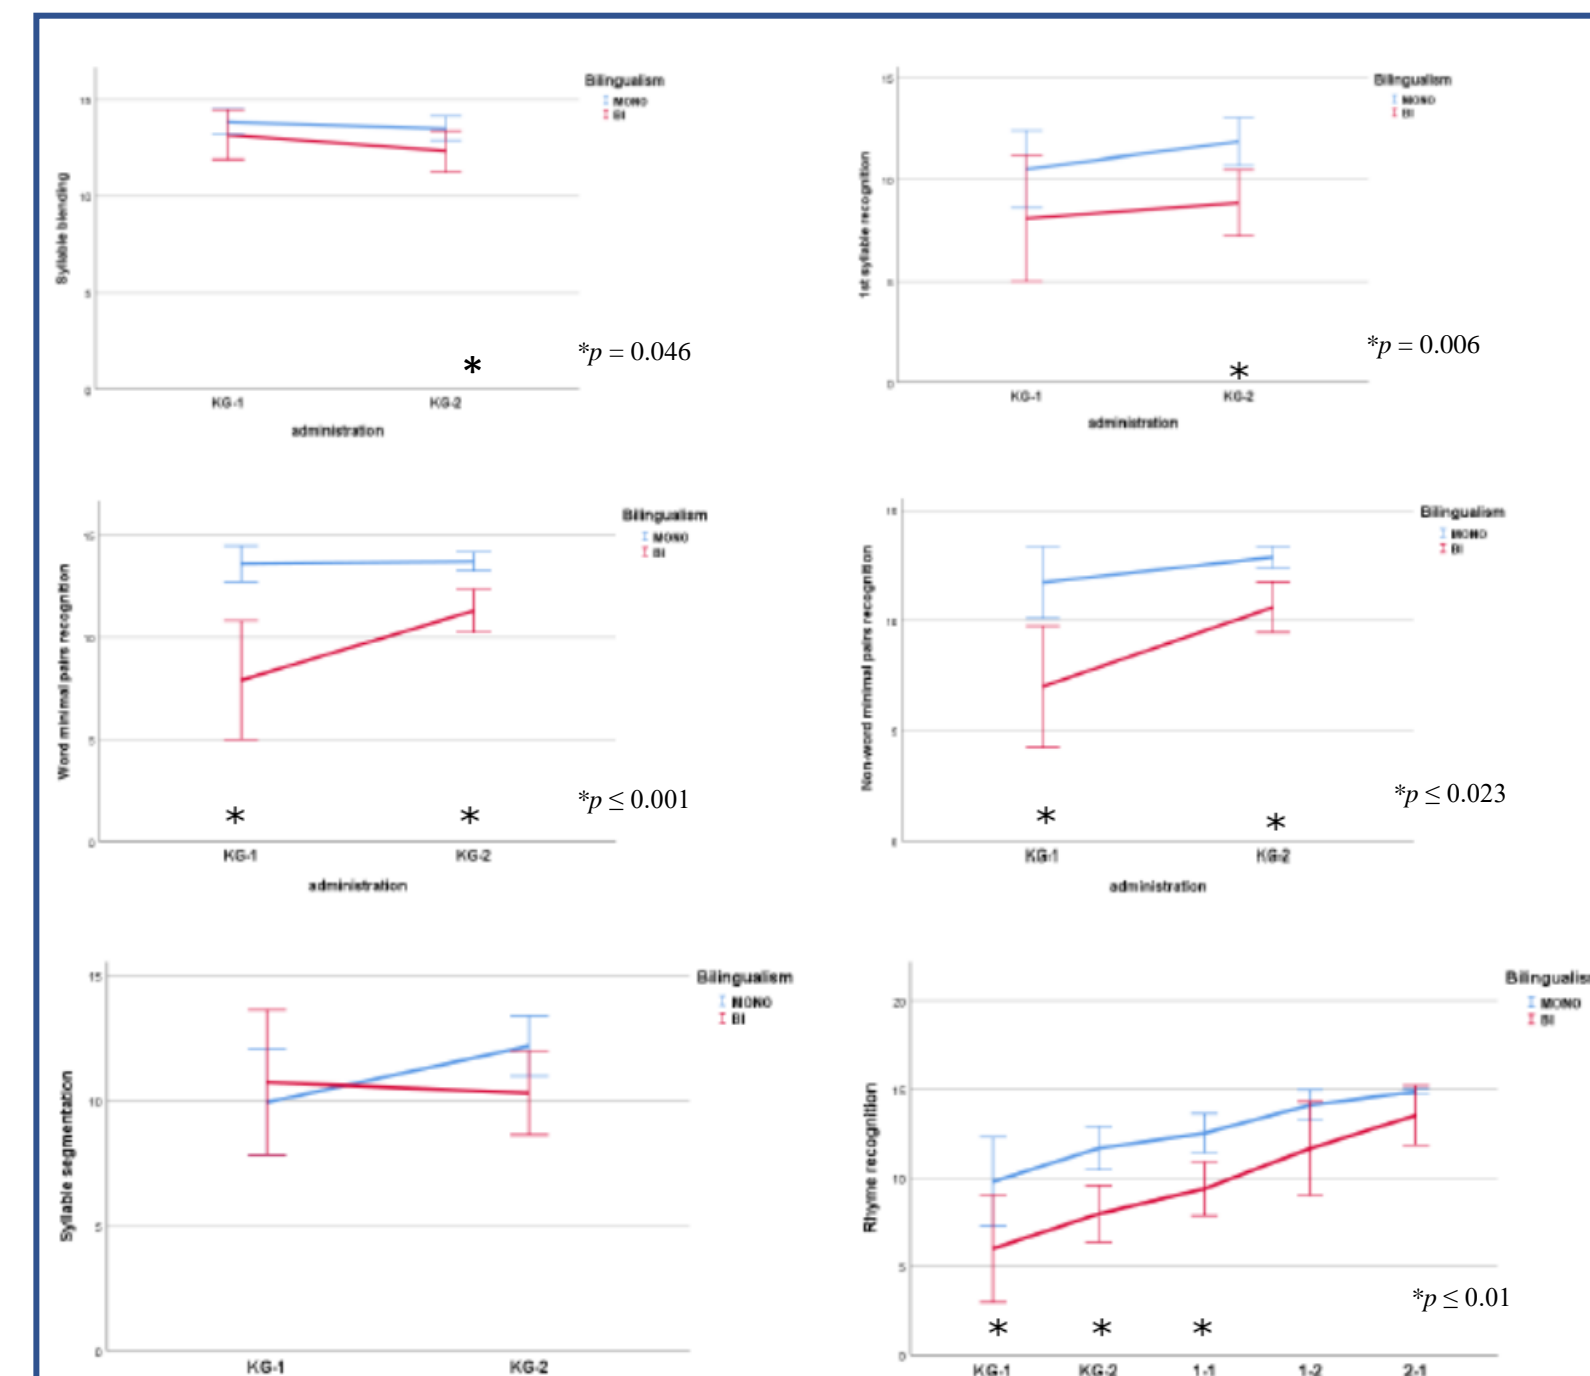 Bilingualism
MONO
BI
15
10
5
0
Syllable blending
*
*p = 0.046
KG-1 KG-2
administration
Bilingualism
MONO
BI
15
10
5
0
1st syllable recognition
*
*p = 0.006
KG-1 KG-2
administration
Bilingualism
MONO
BI
15
10
5
0
Word minimal pairs recognition
* *
*p ≤ 0.001
KG-1 KG-2
administration
Bilingualism
MONO
BI
15
10
5
Non-word minimal pairs recognition
* *
*p ≤ 0.023
KG-1 KG-2
administration
Bilingualism
MONO
BI
15
10
5
0
Syllable segmentation
KG-1 KG-2
Bilingualis
MONO
BI
20
15
10
5
0
Rhyme recognition
*p ≤ 0.01
* * *
KG-1 KG-2 1-1 1-2 2-1